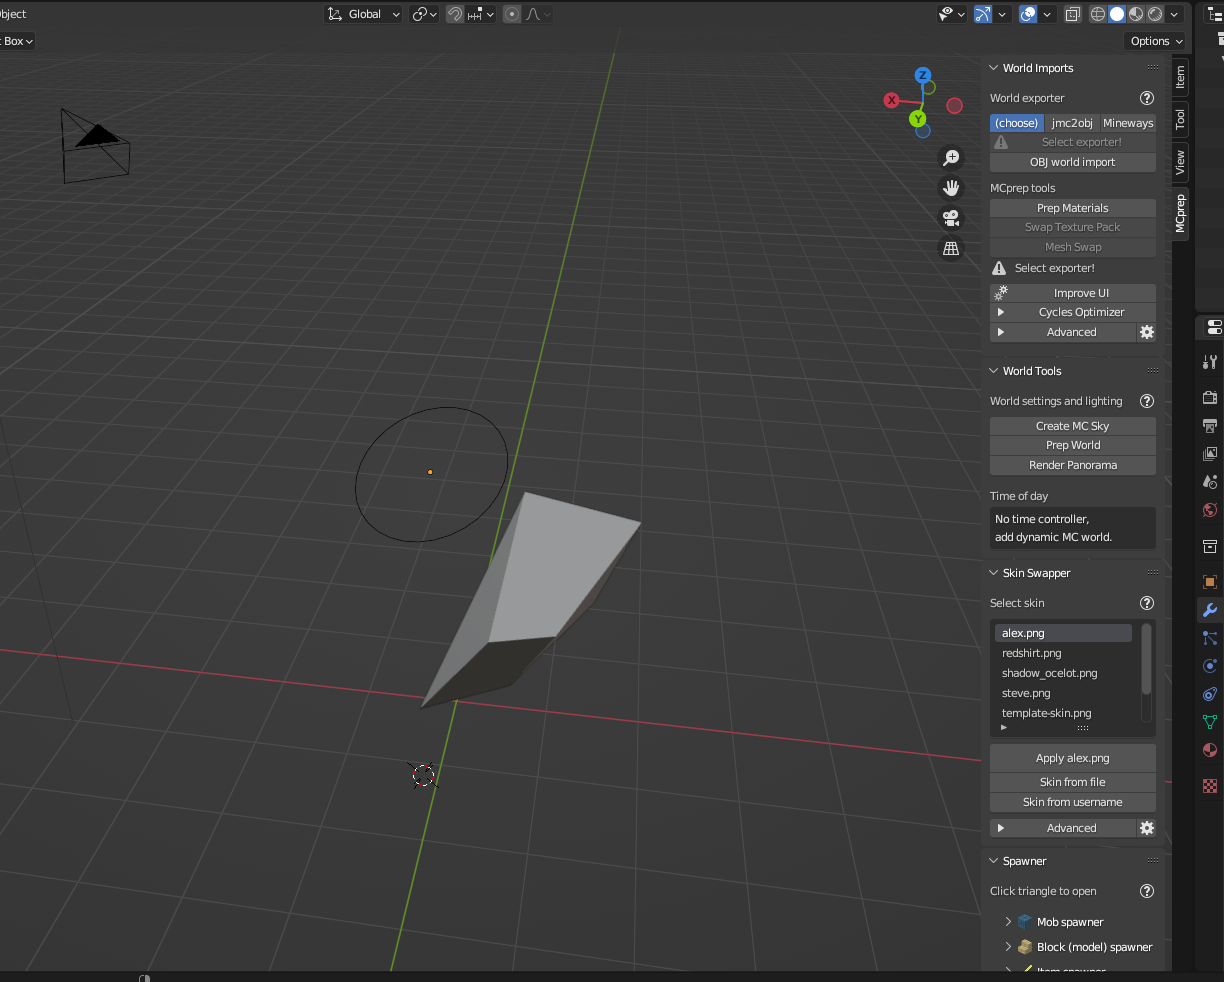 Object
Global
Box
Options
Z
X
Y
World Imports
World exporter
(choose) jmc2obj Mineways
Select exporter!
OBJ world import
MCprep tools
Prep Materials
Swap Texture Pack
Mesh Swap
Select exporter!
Improve UI
Cycles Optimizer
Advanced
World Tools
World settings and lighting
Create MC Sky
Prep World
Render Panorama
Time of day
No time controller,
add dynamic MC world.
Skin Swapper
Select skin
alex.png
redshirt.png
shadow_ocelot.png
steve.png
template-skin.png
Apply alex.png
Skin from file
Skin from username
Advanced
Spawner
Click triangle to open
Mob spawner
Block (model) spawner
Item spawner
Item
Tool
View
MCprep